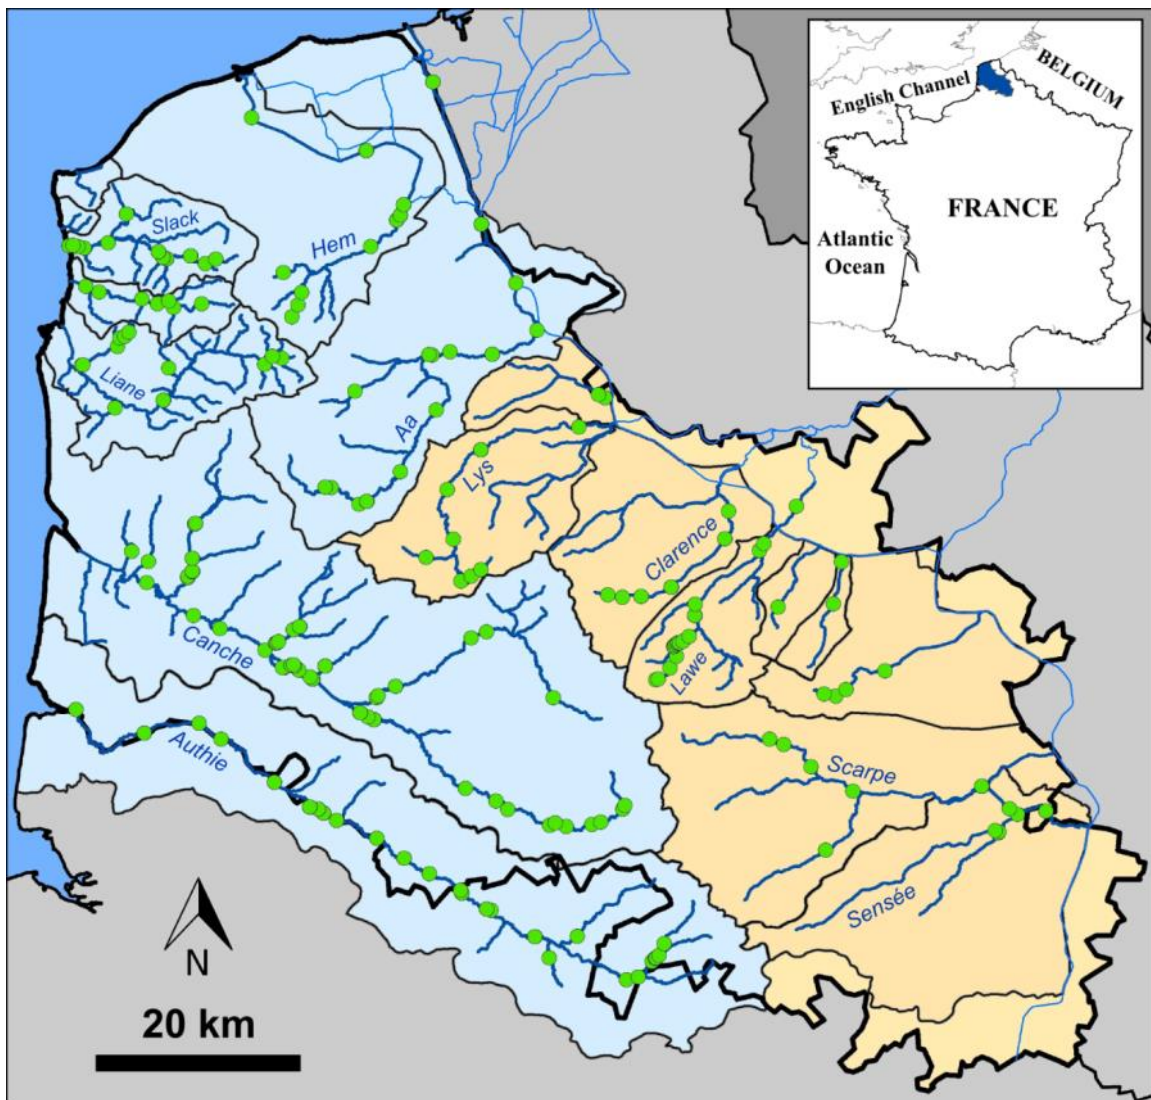 BELGIUM
English Channel
FRANCE
Atlantic
Ocean
Slack
Hem
Liane
Aa
Lys
Clarence
Lawe
Canche
Authie
Scarpe
Sensée
N
20 km